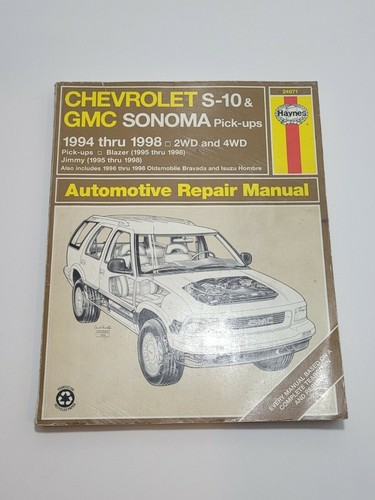 24071
CHEVROLET S-10 &
GMC SONOMA Pick-ups
Haynes
1994 thru 1998 □ 2WD and 4WD
Pick-ups □ Blazer (1995 thru 1998)
Jimmy (1995 thru 1998)
Also includes 1996 thru 1998 Oldsmobile Bravada and Isuzu Hombre
Automotive Repair Manual
GMC
EVERY MANUAL BASED ON A
COMPLETE TEARDOWN
AND